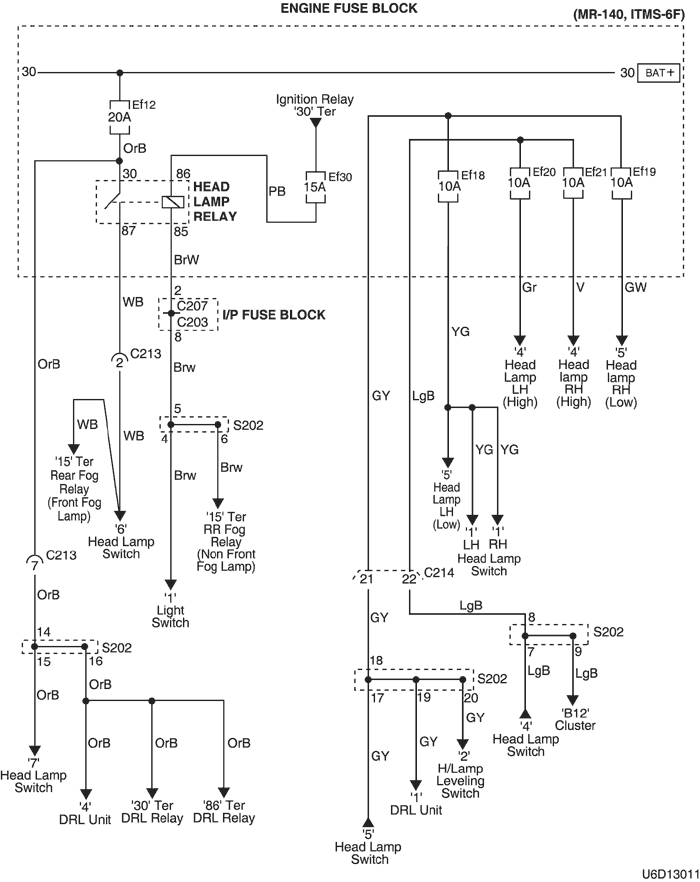 ENGINE FUSE BLOCK
(MR-140, ITMS-6F)
30
30
BAT+
Ef12
20A
OrB
Ignition Relay
'30' Ter
30
86
PB
Ef30
15A
HEAD
LAMP
RELAY
87
85
BrW
Ef18
10A
Ef20
10A
Ef21
10A
Ef19
10A
WB
2
C207
C203
8
I/P FUSE BLOCK
Gr
V
GW
YG
OrB
2
C213
Brw
GY
LgB
'4'
Head
Lamp
LH
(High)
'4'
Head
lamp
RH
(High)
'5'
Head
lamp
RH
(Low)
WB
WB
5
4
6
S202
Brw
Brw
YG
YG
'15' Ter
Rear Fog
Relay
(Front Fog
Lamp)
'6'
Head Lamp
Switch
'15' Ter
RR Fog
Relay
(Non Front
Fog Lamp)
'5'
Head
Lamp
LH
(Low)
'1'
LH
'1'
RH
Head Lamp
Switch
C213
7
OrB
'1'
Light
Switch
21
22
C214
GY
LgB
14
15
16
S202
OrB
OrB
8
7
9
S202
LgB
LgB
18
17
19
20
S202
GY
GY
GY
'4'
Head Lamp
Switch
'B12'
Cluster
OrB
OrB
OrB
'7'
Head Lamp
Switch
'4'
DRL Unit
'30' Ter
DRL Relay
'86' Ter
DRL Relay
'2'
H/Lamp
Leveling
Switch
'1'
DRL Unit
'5'
Head Lamp
Switch
U6D13011